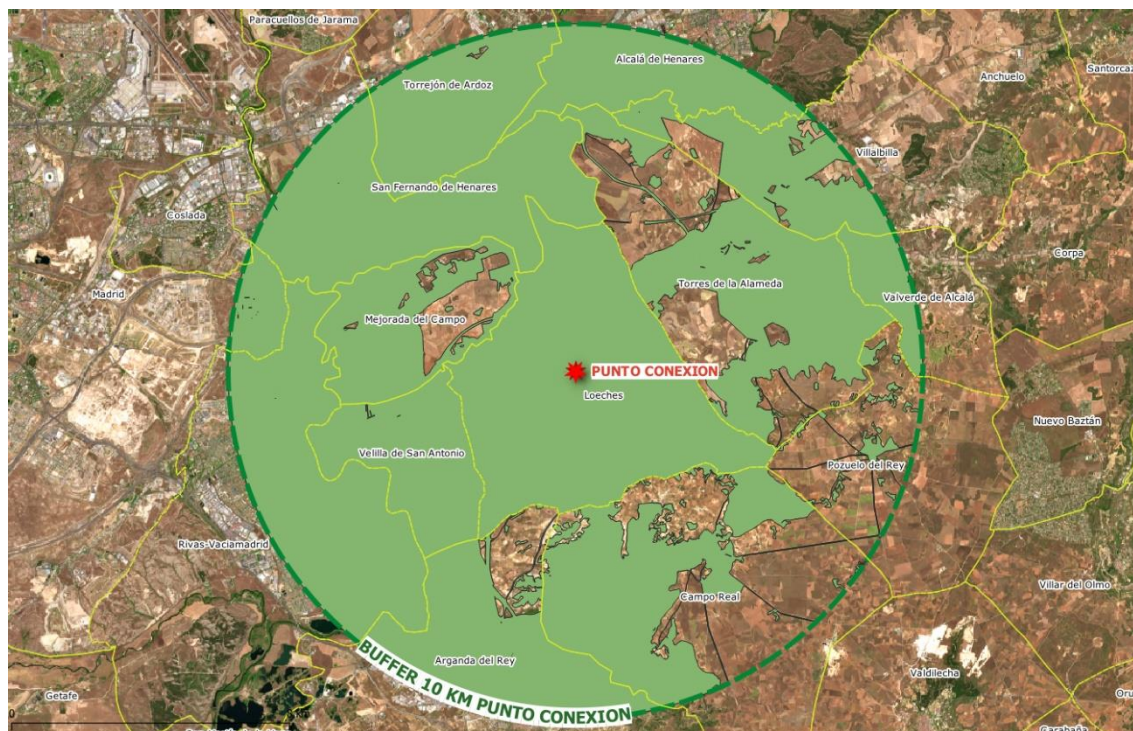 Paracuellos de Jarama
Alcalá de Henares
Torrejón de Ardoz
Anchuelo
Santorcaz
Villalbilla
San Fernando de Henares
Coslada
Corpa
Torres de la Alameda
Valverde de Alcalá
Madrid
Mejorada del Campo
PUNTO CONEXION
Loeches
Nuevo Baztán
Velilla de San Antonio
Pozuelo del Rey
Rivas-Vaciamadrid
Villar del Olmo
Campo Real
Arganda del Rey
Valdilecha
Getafe
BUFFER 10 KM PUNTO CONEXION
Oru
0